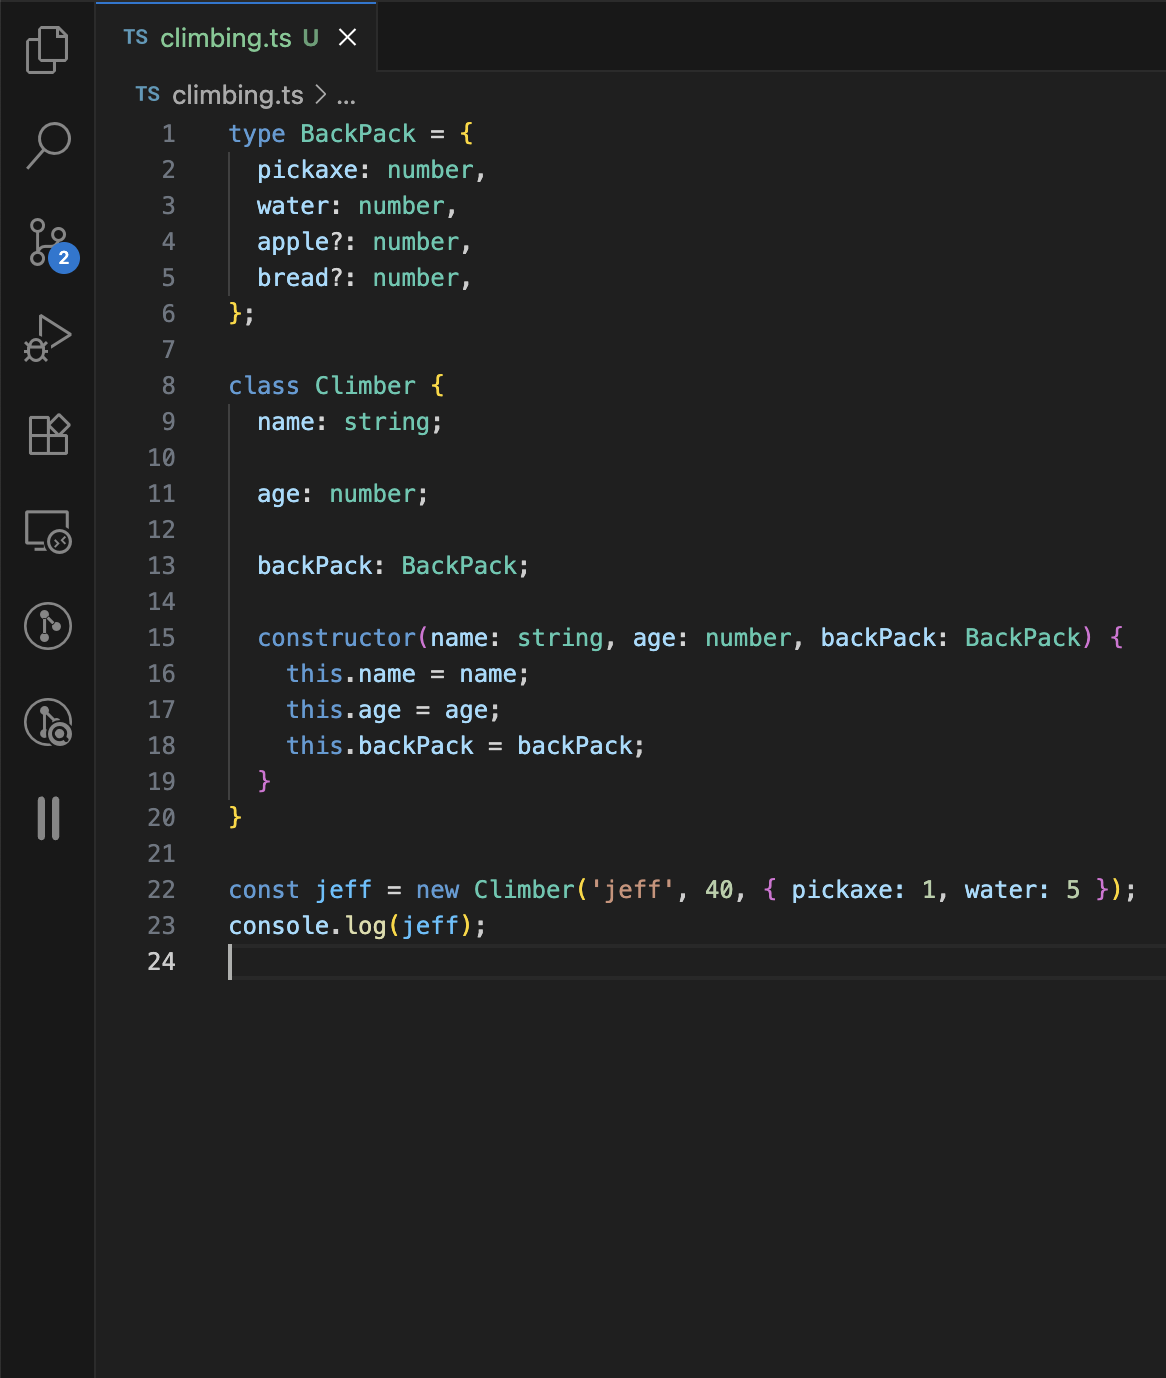 TS climbing.ts U
TS climbing.ts > ...
1 type BackPack = {
2   pickaxe: number,
3   water: number,
4   apple?: number,
5   bread?: number,
6 };
7
8 class Climber {
9   name: string;
10
11   age: number;
12
13   backPack: BackPack;
14
15   constructor(name: string, age: number, backPack: BackPack) {
16     this.name = name;
17     this.age = age;
18     this.backPack = backPack;
19   }
20 }
21
22 const jeff = new Climber('jeff', 40, { pickaxe: 1, water: 5 });
23 console.log(jeff);
24
2